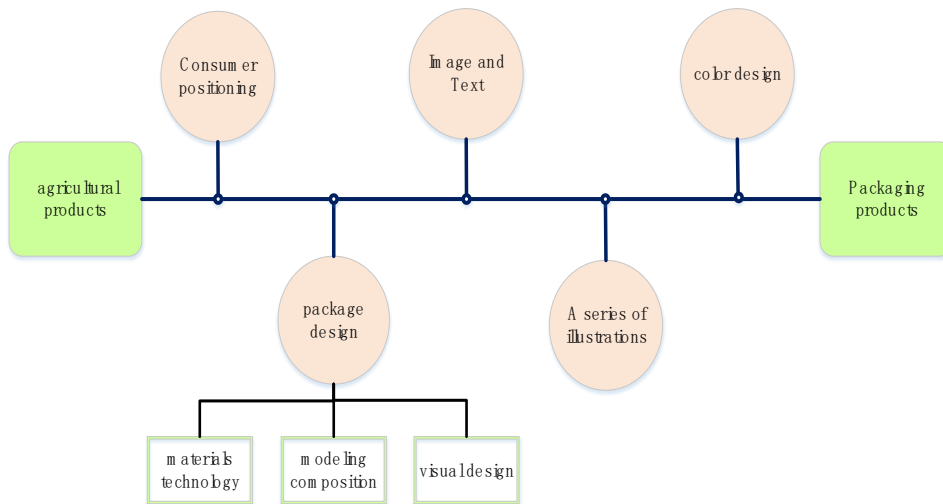 Consumer
positioning
Image and
Text
color design
agricultural
products
Packaging
products
package
design
A series of
illustrations
materials
technology
modeling
composition
visual design